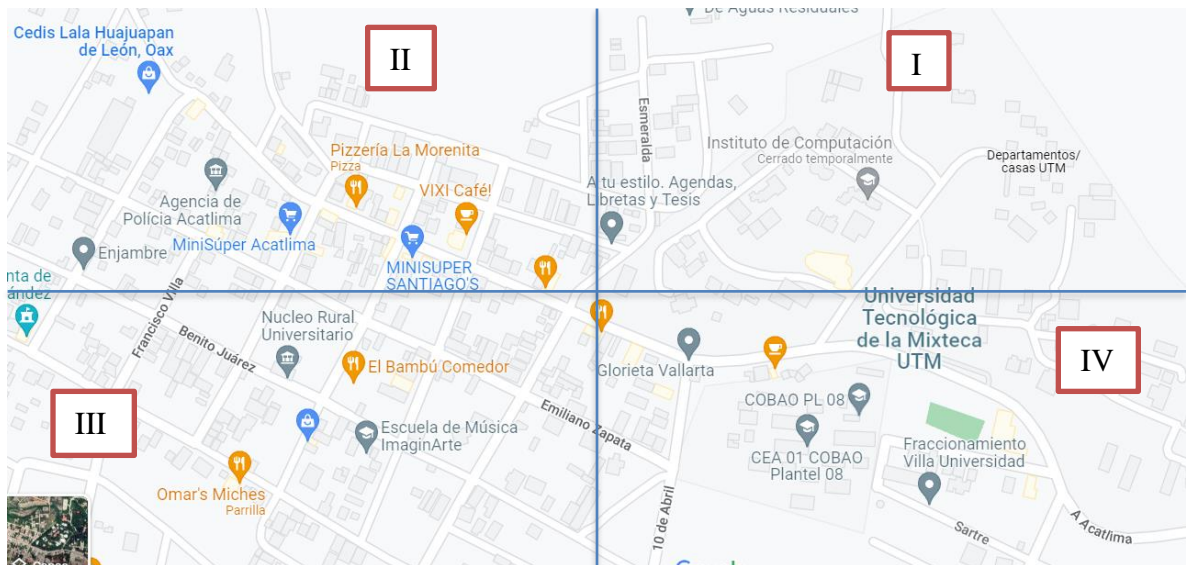 De Aguas Residuales
Cedis Lala Huajuapan
de León, Oax
II
I
Esmeralda
Instituto de Computación
Cerrado temporalmente
Departamentos/
casas UTM
Pizzería La Morenita
Pizza
VIXI Café!
A tu estilo. Agendas,
Libretas y Tesis
Agencia de
Polícia Acatlima
MiniSúper Acatlima
Enjambre
MINISUPER
SANTIAGO'S
nta de
ández
Francisco Villa
Benito Juárez
Nucleo Rural
Universitario
El Bambú Comedor
Universidad
Tecnológica
de la Mixteca
UTM
Glorieta Vallarta
IV
III
COBAO PL 08
Emiliano Zapata
Escuela de Música
ImaginArte
CEA 01 COBAO
Plantel 08
Fraccionamiento
Villa Universidad
Omar's Miches
Parrilla
10 de Abril
Sartre
A Acatlima